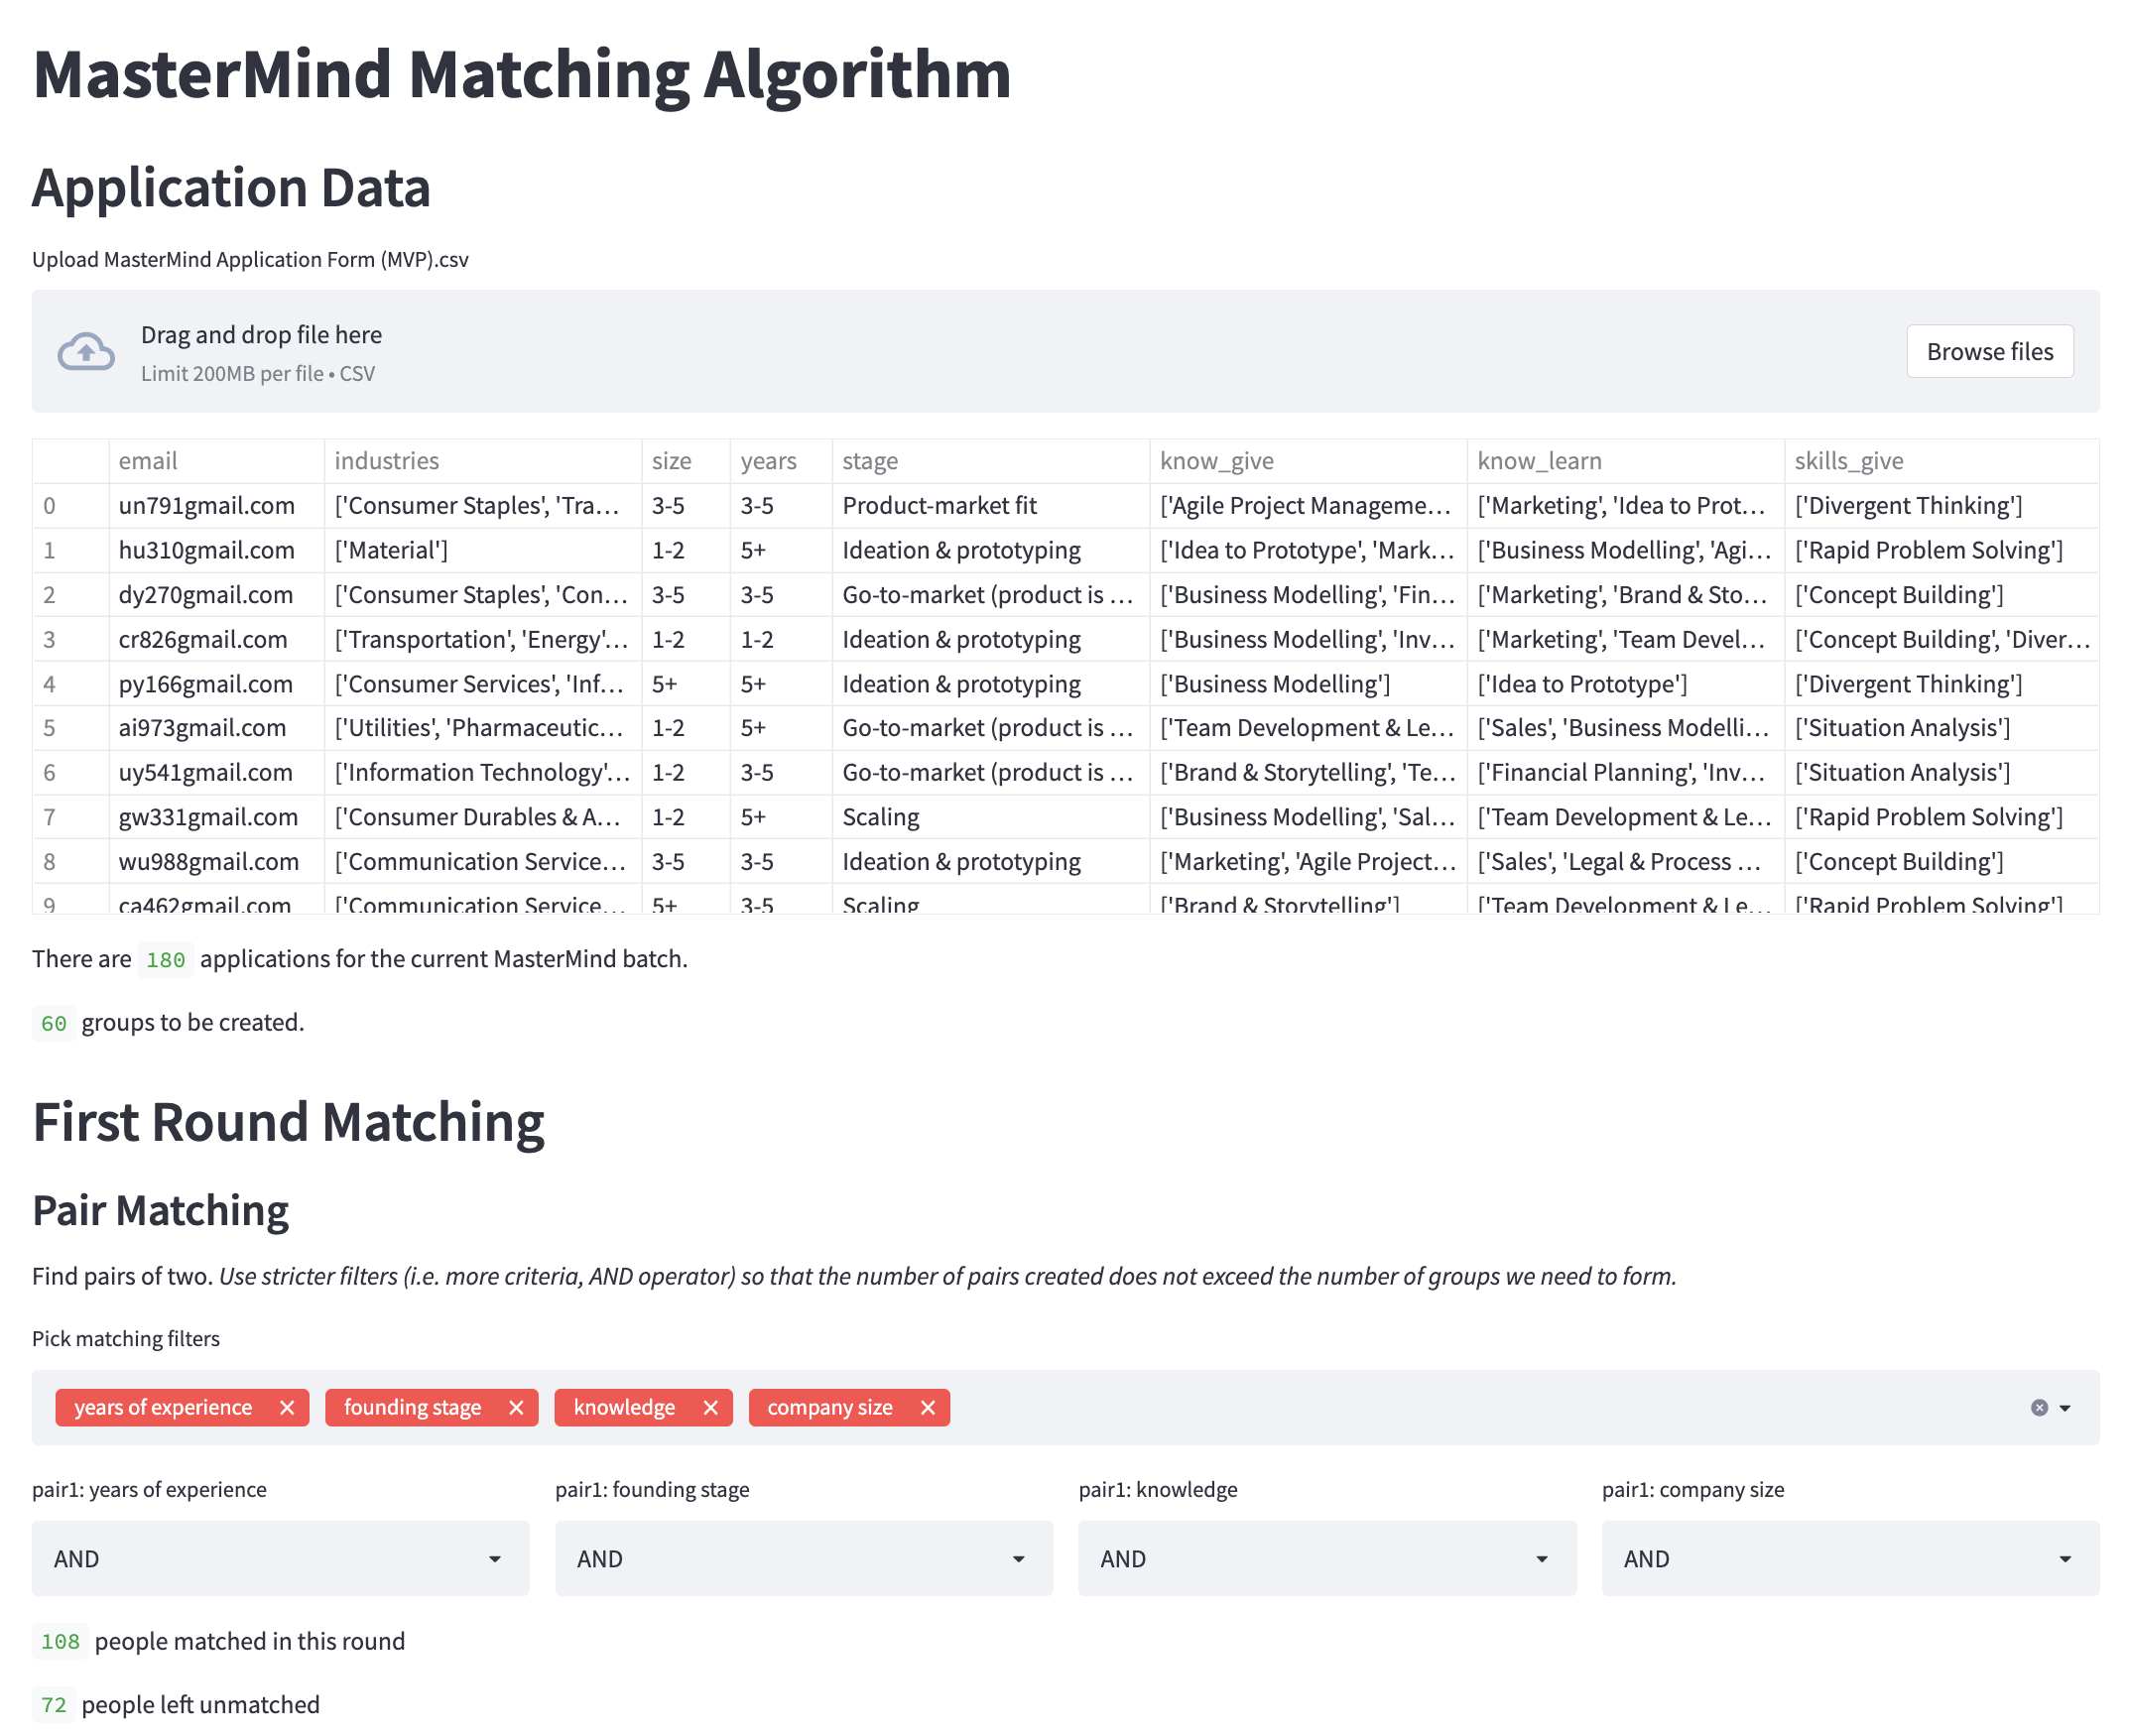 MasterMind Matching Algorithm
Application Data
Upload MasterMind Application Form (MVP).csv
Drag and drop file here
Limit 200MB per file • CSV
Browse files
email industries size years stage know_give know_learn skills_give
0 un791gmail.com ['Consumer Staples', 'Tra... 3-5 3-5 Product-market fit ['Agile Project Manageme... ['Marketing', 'Idea to Prot... ['Divergent Thinking']
1 hu310gmail.com ['Material'] 1-2 5+ Ideation & prototyping ['Idea to Prototype', 'Mark... ['Business Modelling', 'Agi... ['Rapid Problem Solving']
2 dy270gmail.com ['Consumer Staples', 'Con... 3-5 3-5 Go-to-market (product is ... ['Business Modelling', 'Fin... ['Marketing', 'Brand & Sto... ['Concept Building']
3 cr826gmail.com ['Transportation', 'Energy'... 1-2 1-2 Ideation & prototyping ['Business Modelling', 'Inv... ['Marketing', 'Team Devel... ['Concept Building', 'Diver...
4 py166gmail.com ['Consumer Services', 'Inf... 5+ 5+ Ideation & prototyping ['Business Modelling'] ['Idea to Prototype'] ['Divergent Thinking']
5 ai973gmail.com ['Utilities', 'Pharmaceutic... 1-2 5+ Go-to-market (product is ... ['Team Development & Le... ['Sales', 'Business Modelli... ['Situation Analysis']
6 uy541gmail.com ['Information Technology'... 1-2 3-5 Go-to-market (product is ... ['Brand & Storytelling', 'Te... ['Financial Planning', 'Inv... ['Situation Analysis']
7 gw331gmail.com ['Consumer Durables & A... 1-2 5+ Scaling ['Business Modelling', 'Sal... ['Team Development & Le... ['Rapid Problem Solving']
8 wu988gmail.com ['Communication Service... 3-5 3-5 Ideation & prototyping ['Marketing', 'Agile Project... ['Sales', 'Legal & Process ... ['Concept Building']
9 ca462gmail.com ['Communication Service... 5+ 3-5 Scaling ['Brand & Storytelling'] ['Team Development & Le... ['Rapid Problem Solving']
There are 180 applications for the current MasterMind batch.
60 groups to be created.
First Round Matching
Pair Matching
Find pairs of two. Use stricter filters (i.e. more criteria, AND operator) so that the number of pairs created does not exceed the number of groups we need to form.
Pick matching filters
years of experience founding stage knowledge company size
pair1: years of experience pair1: founding stage pair1: knowledge pair1: company size
AND AND AND AND
108 people matched in this round
72 people left unmatched